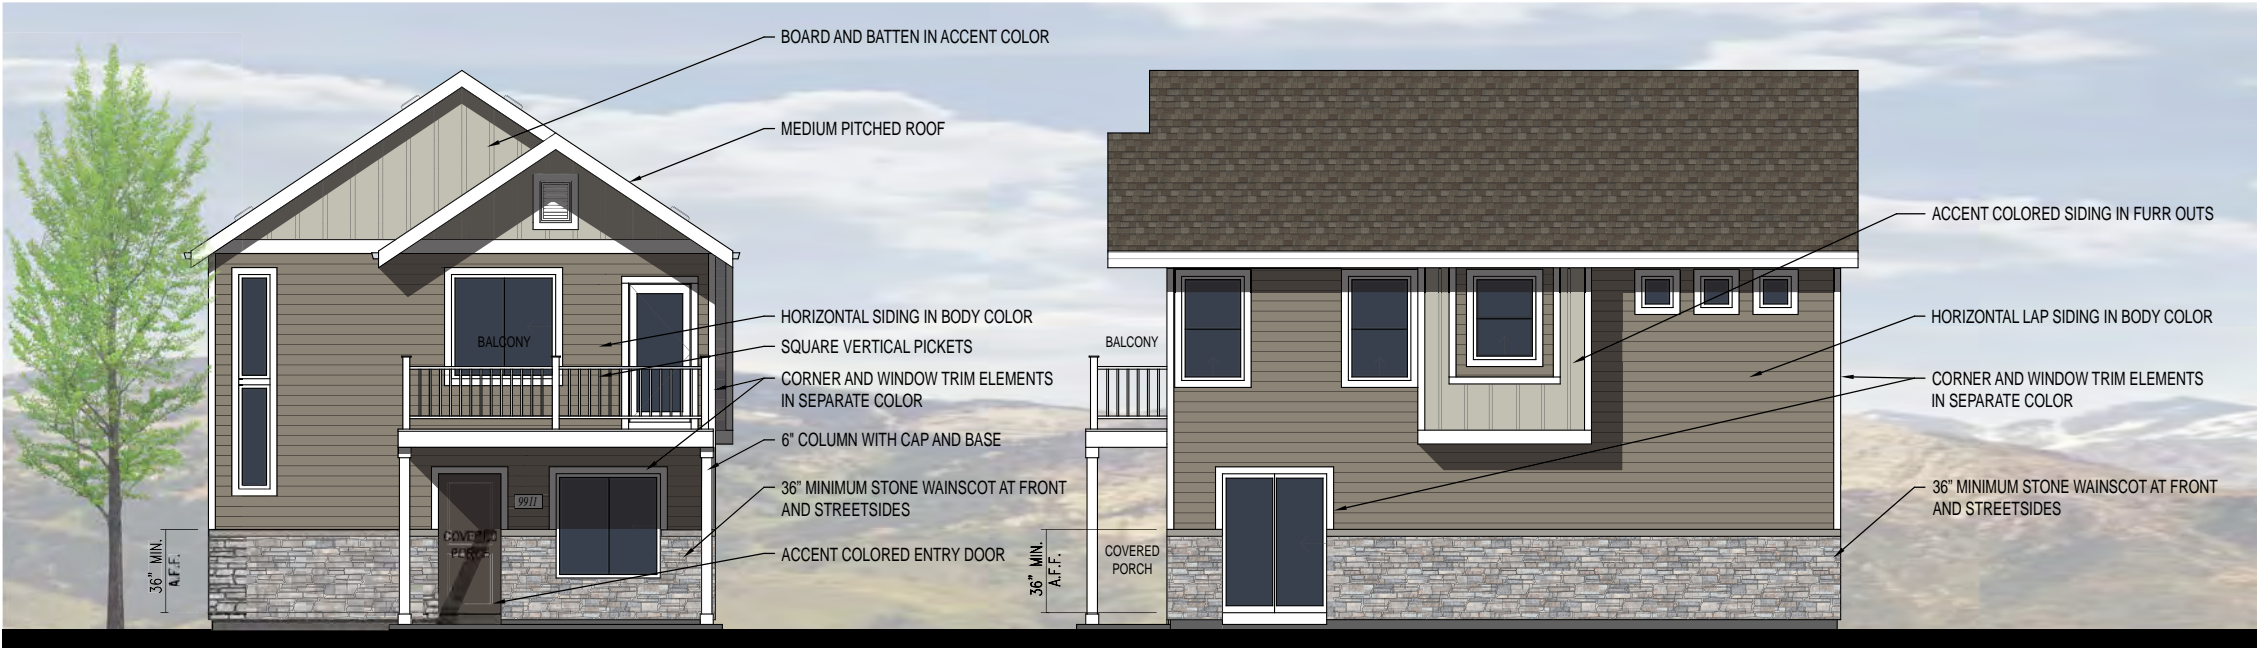 BOARD AND BATTEN IN ACCENT COLOR
MEDIUM PITCHED ROOF
HORIZONTAL SIDING IN BODY COLOR
BALCONY
SQUARE VERTICAL PICKETS
CORNER AND WINDOW TRIM ELEMENTS
IN SEPARATE COLOR
6" COLUMN WITH CAP AND BASE
36" MINIMUM STONE WAINSCOT AT FRONT
AND STREETSIDES
9911
COVERED
PORCH
ACCENT COLORED ENTRY DOOR
36" MIN.
A.F.F.
ACCENT COLORED SIDING IN FURR OUTS
HORIZONTAL LAP SIDING IN BODY COLOR
BALCONY
CORNER AND WINDOW TRIM ELEMENTS
IN SEPARATE COLOR
36" MINIMUM STONE WAINSCOT AT FRONT
AND STREETSIDES
COVERED
PORCH
36" MIN.
A.F.F.